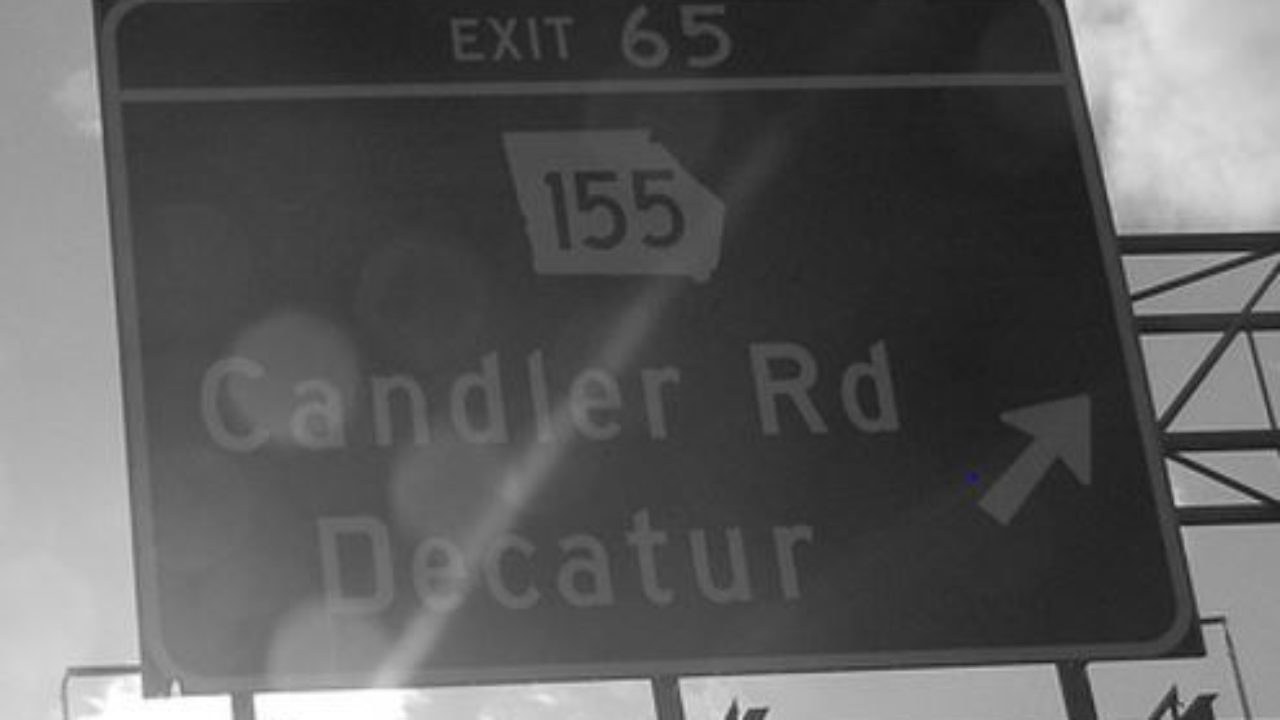 EXIT 65
155
Candler Rd
Decatur